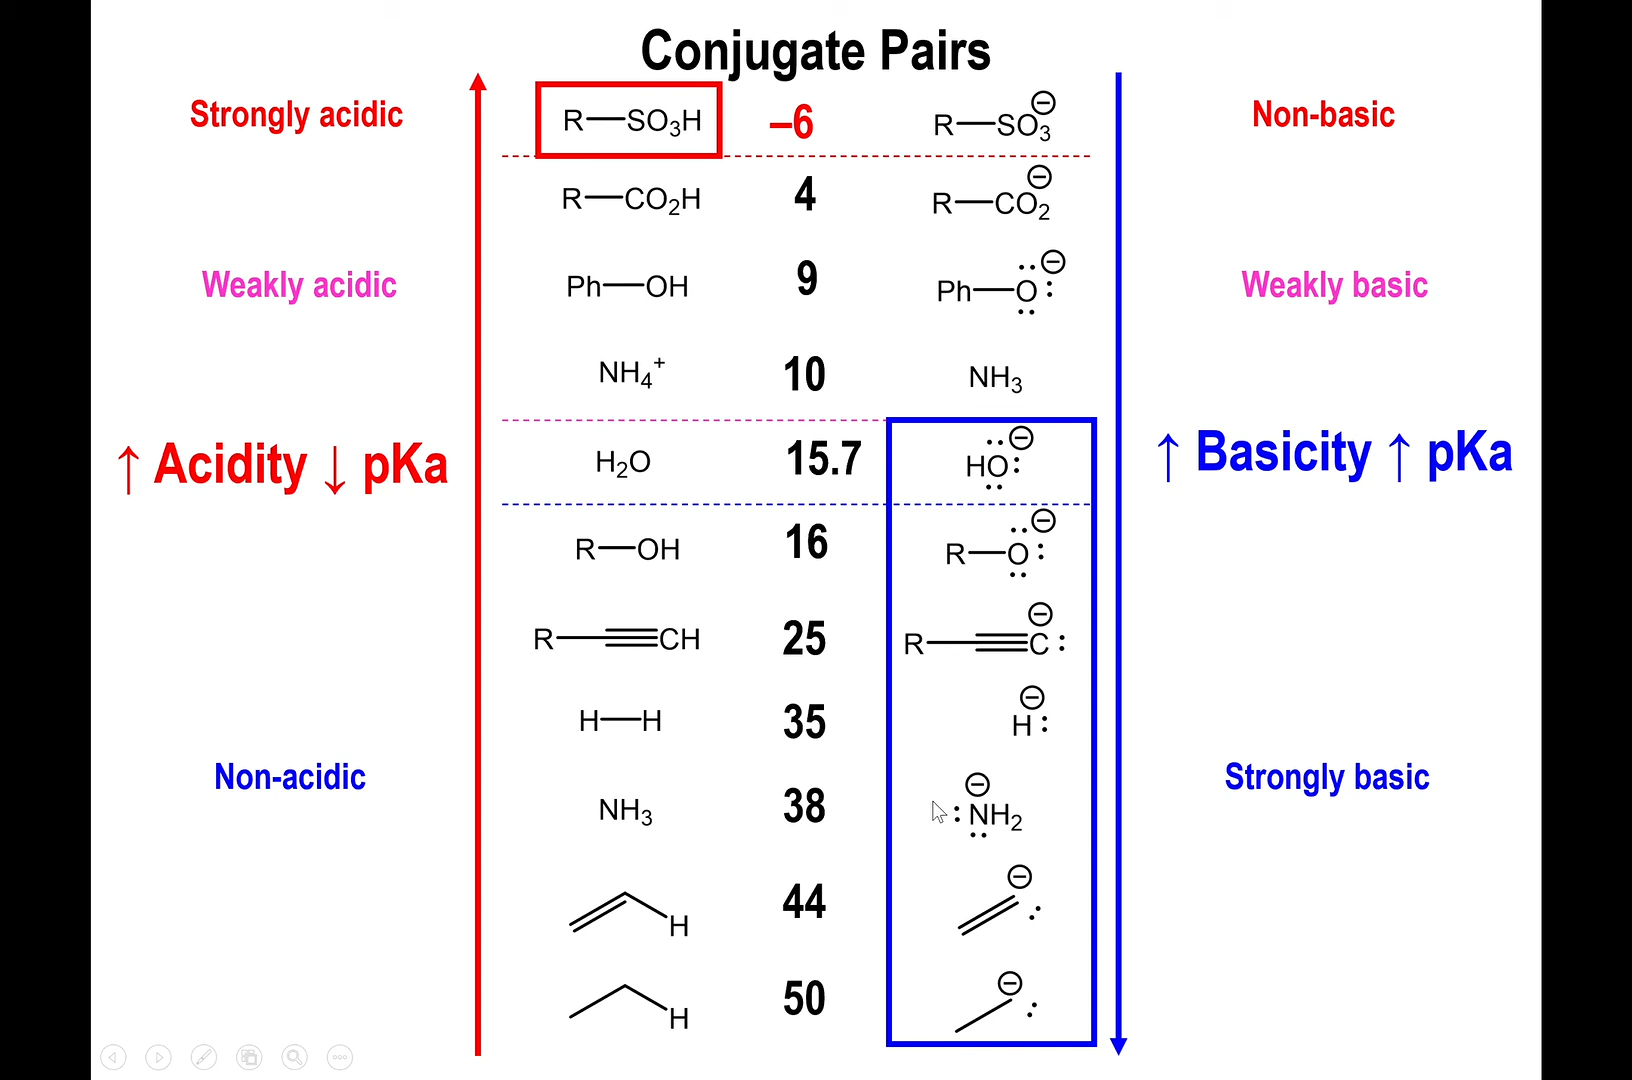 Conjugate Pairs
Strongly acidic
R—SO₃H –6 R—SO₃⊖
Non-basic
R—CO₂H 4 R—CO₂⊖
Weakly acidic
Ph—OH 9 Ph—O:⊖
Weakly basic
NH₄⁺ 10 NH₃
↑ Acidity ↓ pKa
H₂O 15.7 HO:⊖
↑ Basicity ↑ pKa
R—OH 16 R—O:⊖
R—≡CH 25 R—≡C:⊖
H—H 35 H:⊖
Non-acidic
NH₃ 38 :NH₂⊖
Strongly basic
H 44 ⊖:
H 50 ⊖: